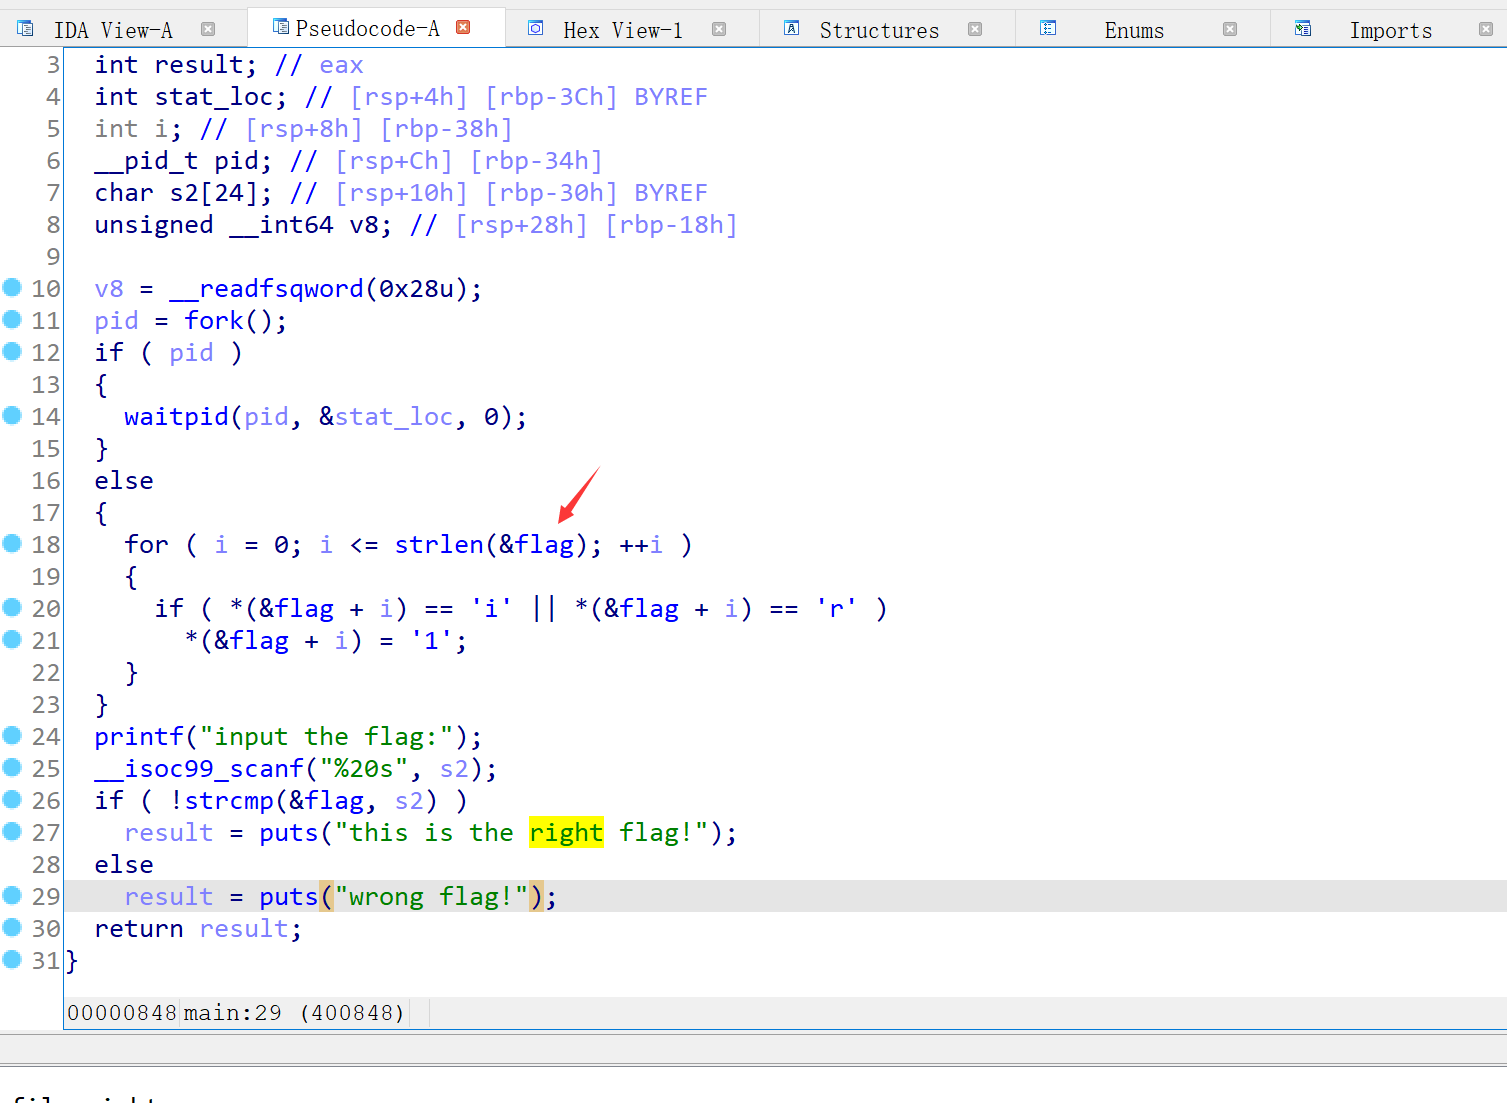 IDA View-A Pseudocode-A Hex View-1 Structures Enums Imports
3 int result; // eax
4 int stat_loc; // [rsp+4h] [rbp-3Ch] BYREF
5 int i; // [rsp+8h] [rbp-38h]
6 __pid_t pid; // [rsp+Ch] [rbp-34h]
7 char s2[24]; // [rsp+10h] [rbp-30h] BYREF
8 unsigned __int64 v8; // [rsp+28h] [rbp-18h]
9
10 v8 = __readfsqword(0x28u);
11 pid = fork();
12 if ( pid )
13 {
14 waitpid(pid, &stat_loc, 0);
15 }
16 else
17 {
18 for ( i = 0; i <= strlen(&flag); ++i )
19 {
20 if ( *(&flag + i) == 'i' || *(&flag + i) == 'r' )
21 *(&flag + i) = '1';
22 }
23 }
24 printf("input the flag:");
25 __isoc99_scanf("%20s", s2);
26 if ( !strcmp(&flag, s2) )
27 result = puts("this is the right flag!");
28 else
29 result = puts("wrong flag!");
30 return result;
31 }
00000848 main:29 (400848)